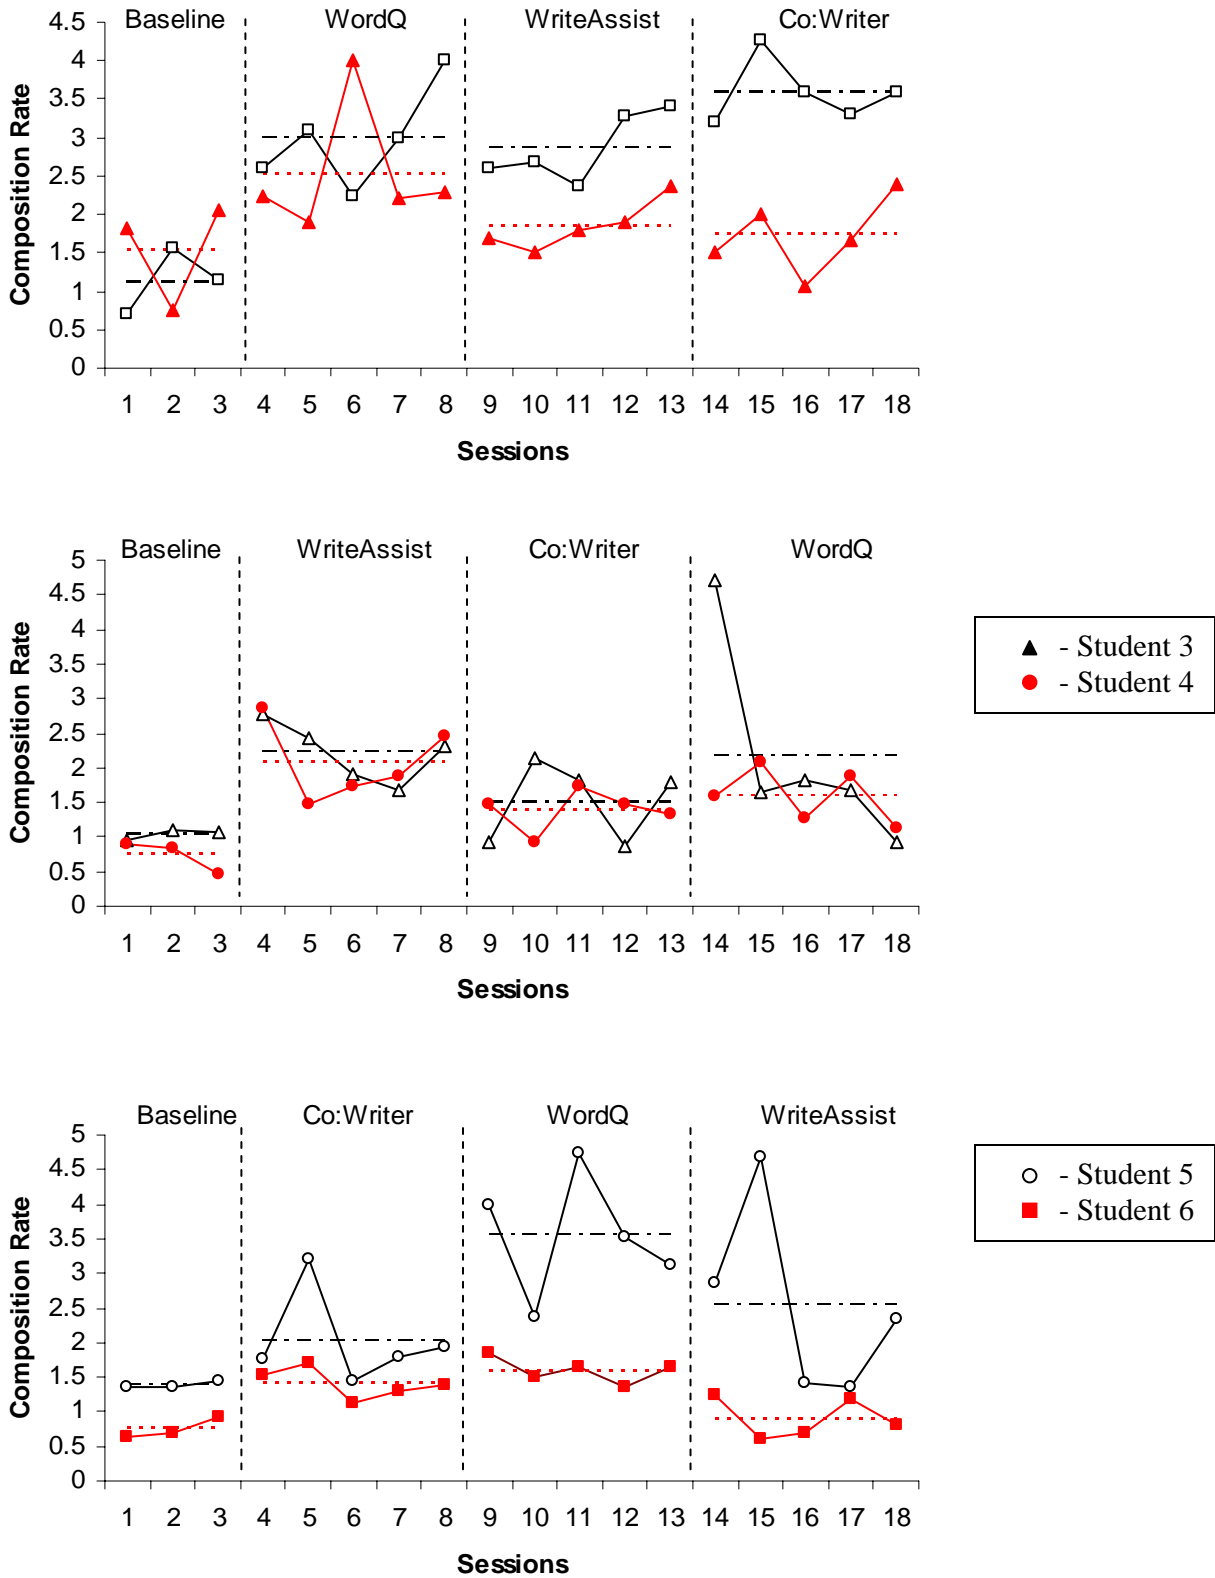 Baseline WordQ WriteAssist Co:Writer
4.5
4
3.5
3
2.5
2
1.5
1
0.5
0
Composition Rate
1 2 3 4 5 6 7 8 9 10 11 12 13 14 15 16 17 18
Sessions
Baseline WriteAssist Co:Writer WordQ
5
4.5
4
3.5
3
2.5
2
1.5
1
0.5
0
Composition Rate
1 2 3 4 5 6 7 8 9 10 11 12 13 14 15 16 17 18
Sessions
- Student 3
- Student 4
Baseline Co:Writer WordQ WriteAssist
5
4.5
4
3.5
3
2.5
2
1.5
1
0.5
0
Composition Rate
1 2 3 4 5 6 7 8 9 10 11 12 13 14 15 16 17 18
Sessions
- Student 5
- Student 6